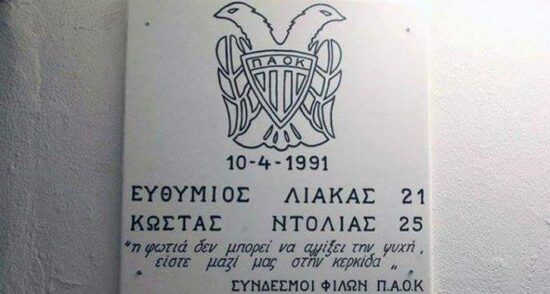 ΠΑΟΚ
10-4-1991
ΕΥΘΥΜΙΟΣ ΛΙΑΚΑΣ 21
ΚΩΣΤΑΣ ΝΤΟΛΙΑΣ 25
"η φωτιά δεν μπορεί να αγγίξει την ψυχή,
είστε μαζί μας στην κερκίδα"
ΣΥΝΔΕΣΜΟΙ ΦΙΛΩΝ Π.Α.Ο.Κ